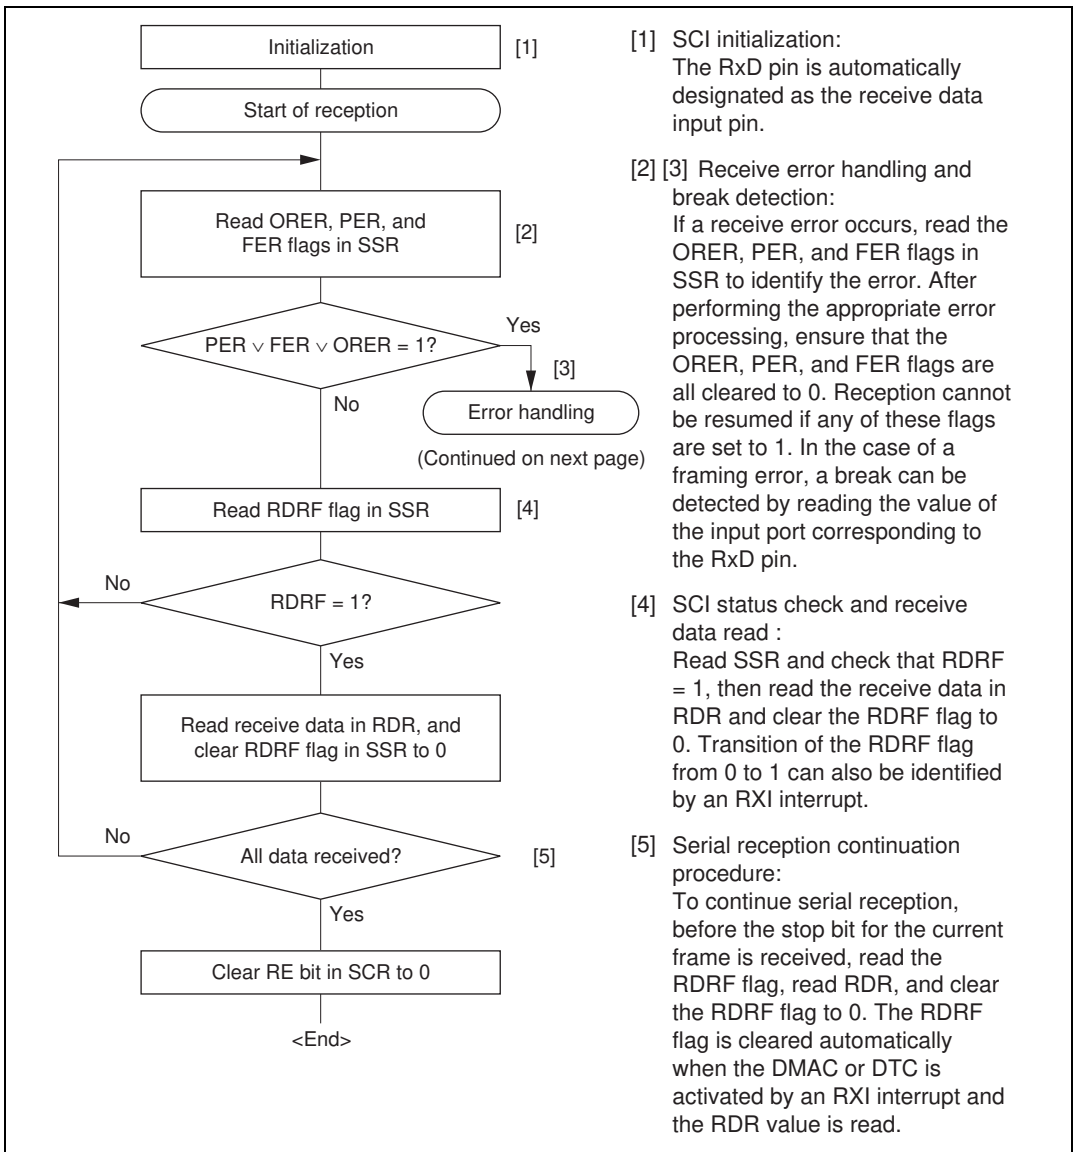 Initialization
[1]
Start of reception
Read ORER, PER, and
FER flags in SSR
[2]
PER ∨ FER ∨ ORER = 1?
Yes
[3]
No
Error handling
(Continued on next page)
Read RDRF flag in SSR
[4]
No
RDRF = 1?
Yes
Read receive data in RDR, and
clear RDRF flag in SSR to 0
No
All data received?
[5]
Yes
Clear RE bit in SCR to 0
<End>
[1] SCI initialization:
The RxD pin is automatically
designated as the receive data
input pin.
[2] [3] Receive error handling and
break detection:
If a receive error occurs, read the
ORER, PER, and FER flags in
SSR to identify the error. After
performing the appropriate error
processing, ensure that the
ORER, PER, and FER flags are
all cleared to 0. Reception cannot
be resumed if any of these flags
are set to 1. In the case of a
framing error, a break can be
detected by reading the value of
the input port corresponding to
the RxD pin.
[4] SCI status check and receive
data read :
Read SSR and check that RDRF
= 1, then read the receive data in
RDR and clear the RDRF flag to
0. Transition of the RDRF flag
from 0 to 1 can also be identified
by an RXI interrupt.
[5] Serial reception continuation
procedure:
To continue serial reception,
before the stop bit for the current
frame is received, read the
RDRF flag, read RDR, and clear
the RDRF flag to 0. The RDRF
flag is cleared automatically
when the DMAC or DTC is
activated by an RXI interrupt and
the RDR value is read.